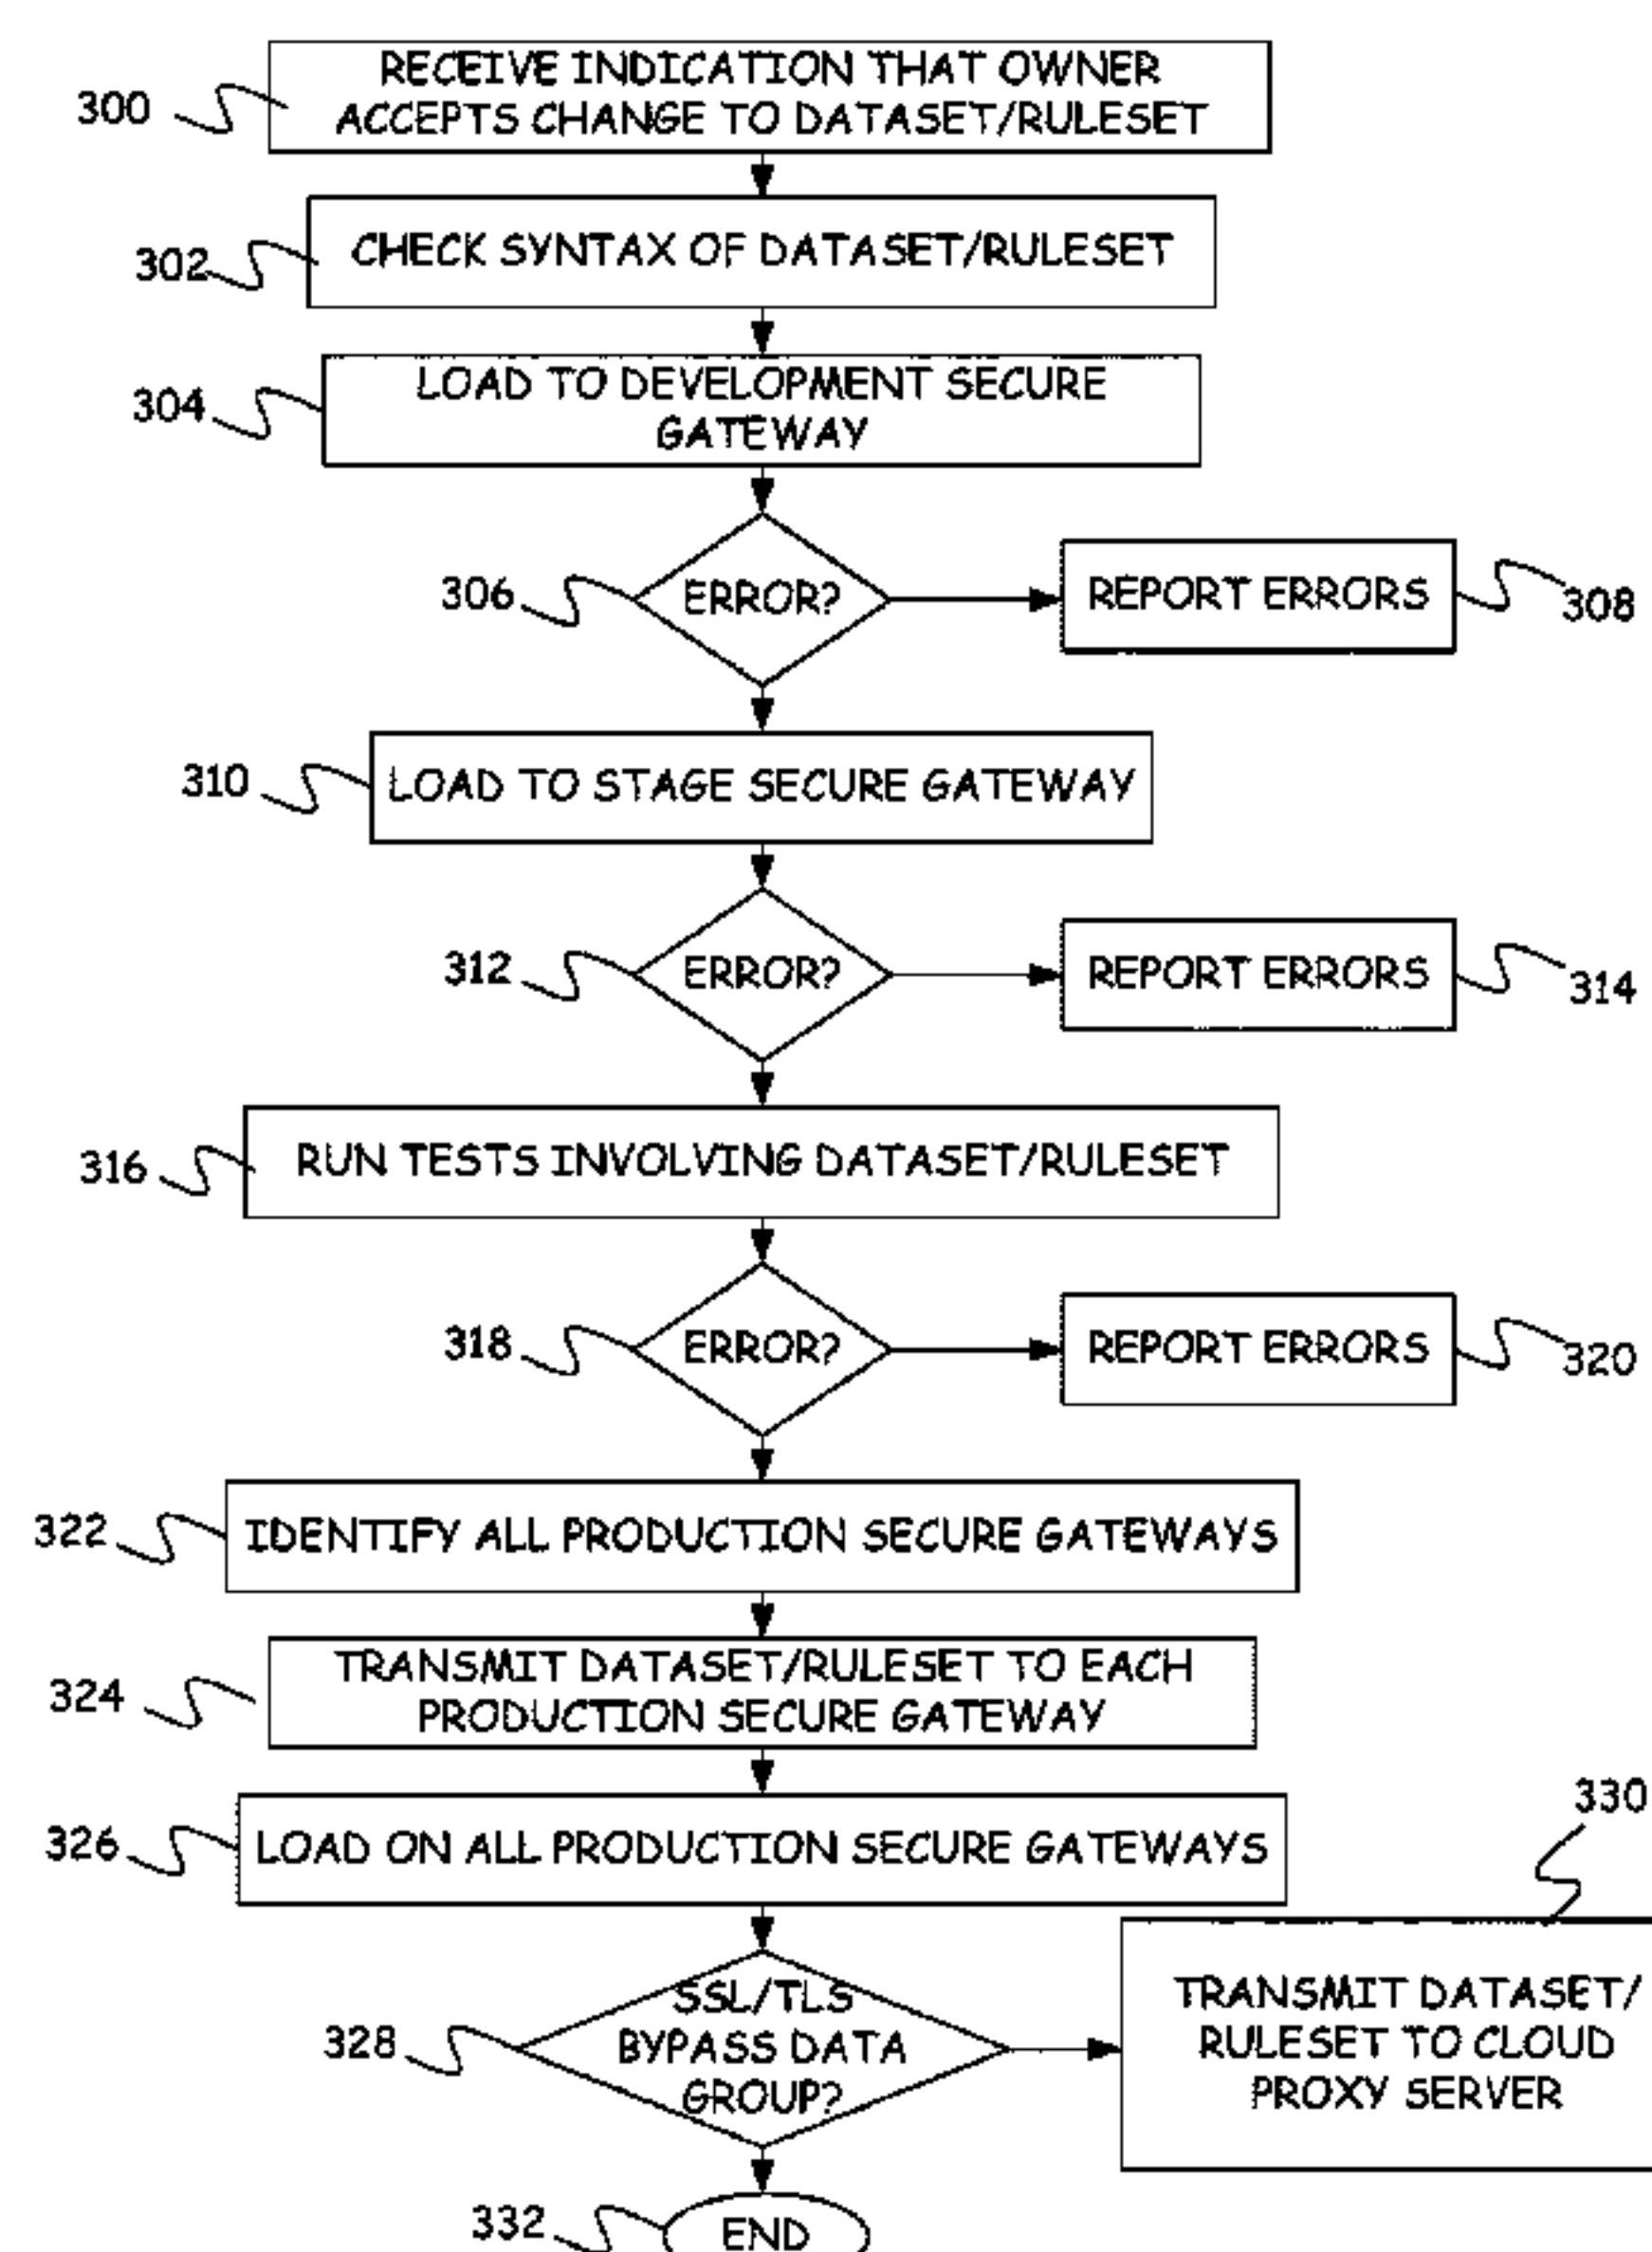 300
RECEIVE INDICATION THAT OWNER
ACCEPTS CHANGE TO DATASET/RULESET
302
CHECK SYNTAX OF DATASET/RULESET
304
LOAD TO DEVELOPMENT SECURE
GATEWAY
306
ERROR?
REPORT ERRORS
308
310
LOAD TO STAGE SECURE GATEWAY
312
ERROR?
REPORT ERRORS
314
316
RUN TESTS INVOLVING DATASET/RULESET
318
ERROR?
REPORT ERRORS
320
322
IDENTIFY ALL PRODUCTION SECURE GATEWAYS
324
TRANSMIT DATASET/RULESET TO EACH
PRODUCTION SECURE GATEWAY
326
LOAD ON ALL PRODUCTION SECURE GATEWAYS
328
SSL/TLS
BYPASS DATA
GROUP?
330
TRANSMIT DATASET/
RULESET TO CLOUD
PROXY SERVER
332
END